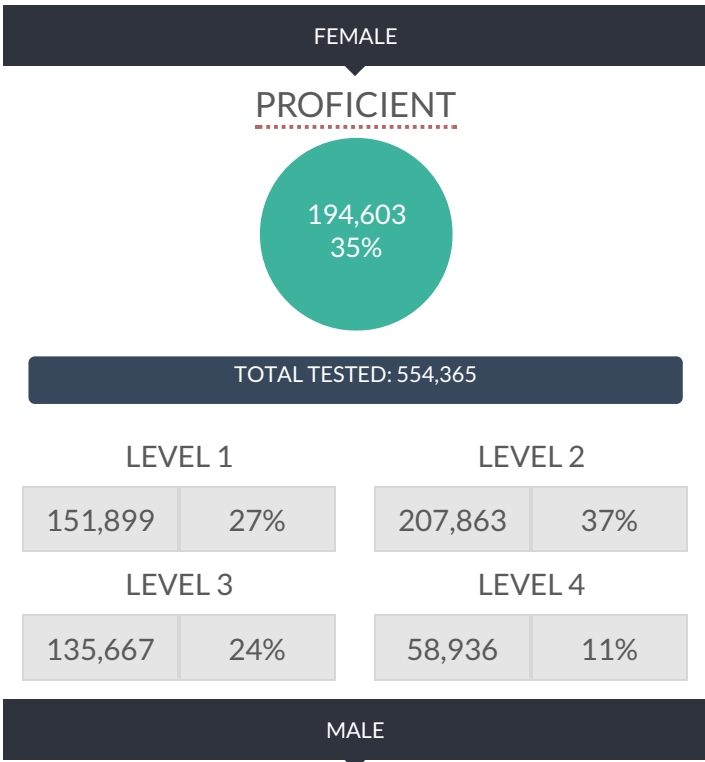 FEMALE
PROFICIENT
194,603
35%
TOTAL TESTED: 554,365
LEVEL 1 LEVEL 2
151,899 27% 207,863 37%
LEVEL 3 LEVEL 4
135,667 24% 58,936 11%
MALE